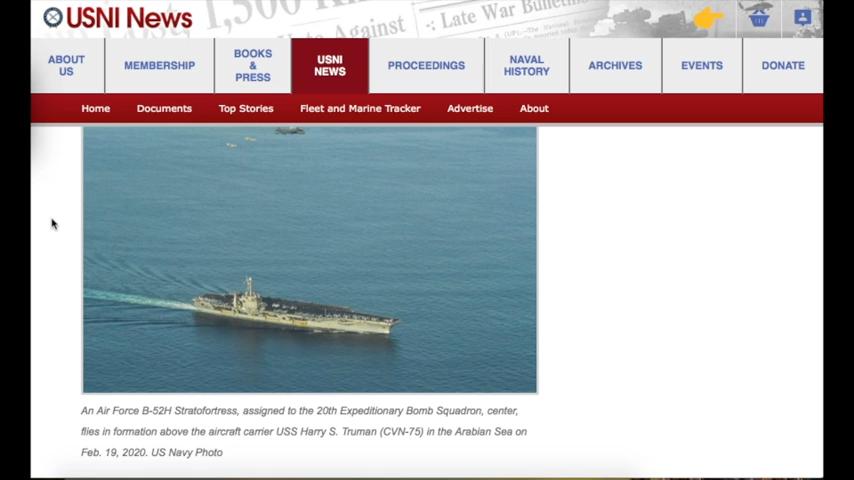 USNI News
1,500
te Against
Late War Bulletins
ABOUT US
MEMBERSHIP
BOOKS & PRESS
USNI NEWS
PROCEEDINGS
NAVAL HISTORY
ARCHIVES
EVENTS
DONATE
Home
Documents
Top Stories
Fleet and Marine Tracker
Advertise
About
An Air Force B-52H Stratofortress, assigned to the 20th Expeditionary Bomb Squadron, center,
flies in formation above the aircraft carrier USS Harry S. Truman (CVN-75) in the Arabian Sea on
Feb. 19, 2020. US Navy Photo